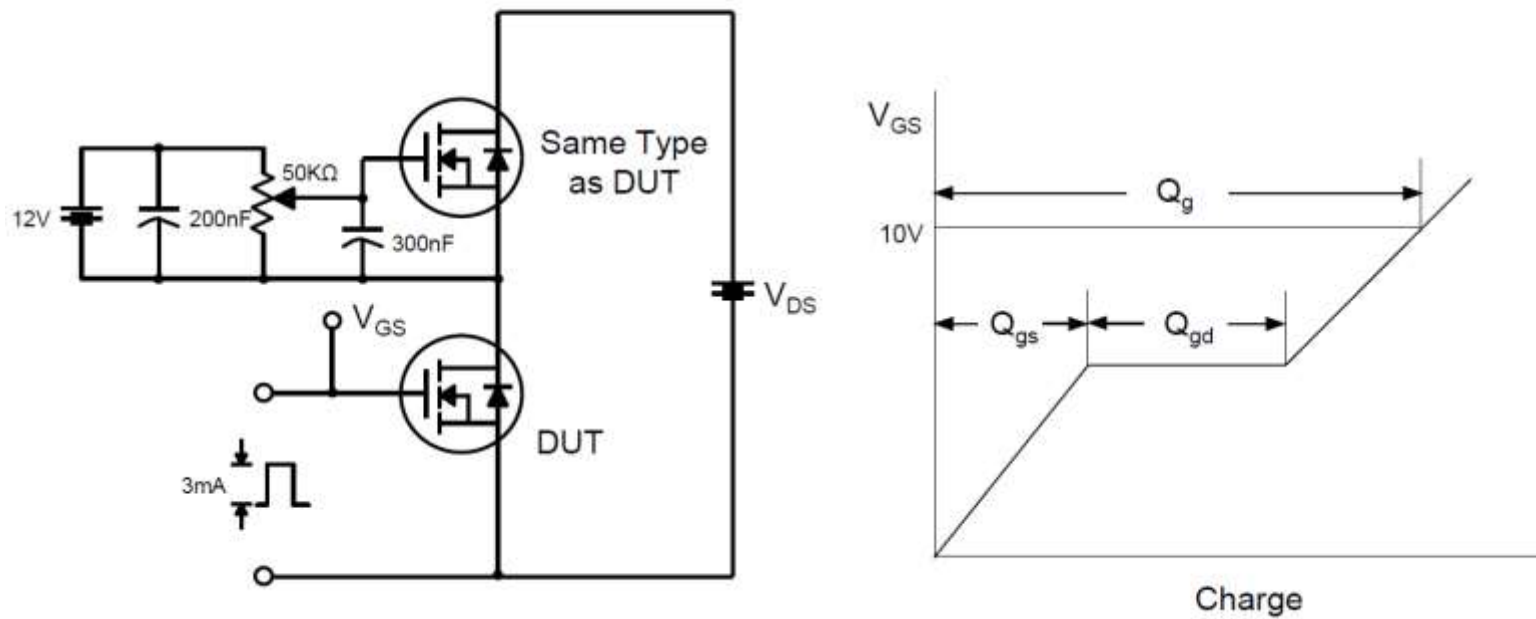 Same Type
as DUT
50KΩ
12V
200nF
300nF
V_GS
V_DS
DUT
3mA
V_GS
Q_g
10V
Q_gs
Q_gd
Charge